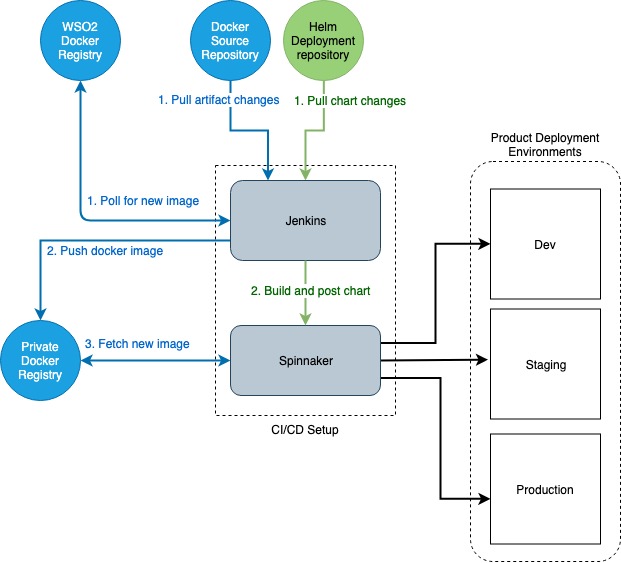 WSO2
Docker
Registry
Docker
Source
Repository
Helm
Deployment
repository
1. Pull artifact changes
1. Pull chart changes
Product Deployment
Environments
1. Poll for new image
Jenkins
2. Push docker image
Dev
2. Build and post chart
Private
Docker
Registry
3. Fetch new image
Spinnaker
Staging
CI/CD Setup
Production